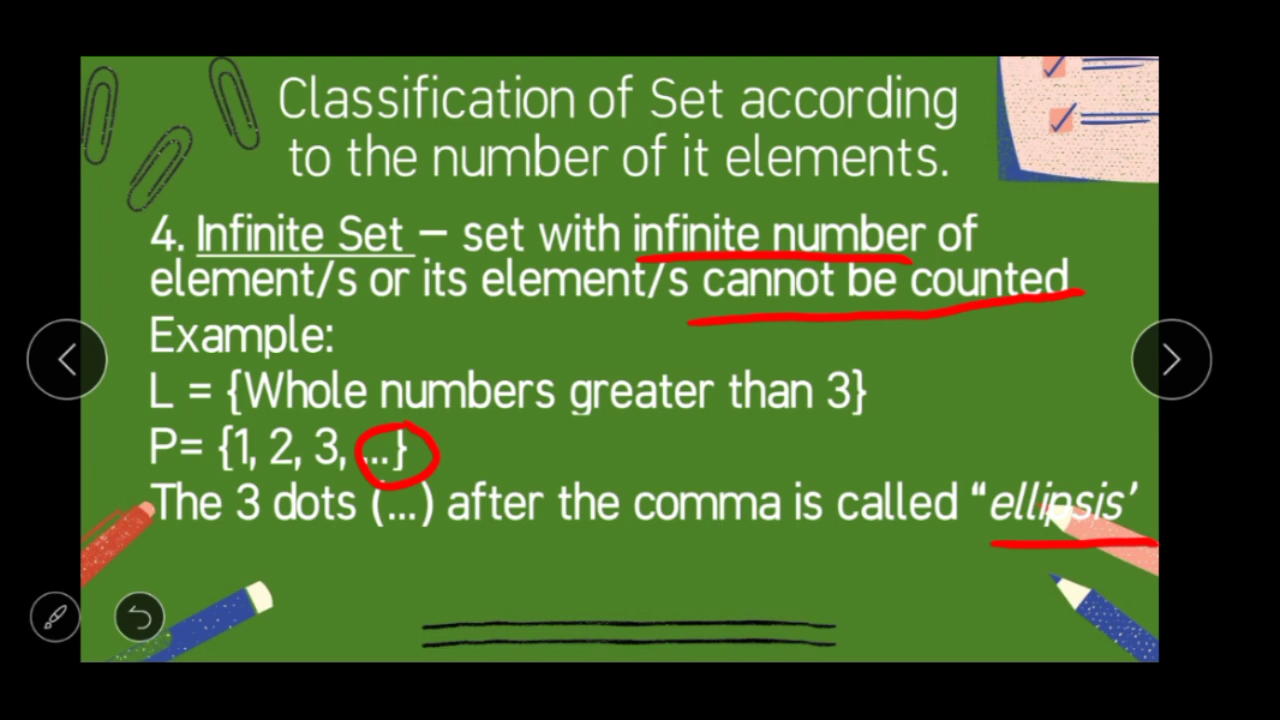 Classification of Set according
to the number of it elements.
4. Infinite Set – set with infinite number of
element/s or its element/s cannot be counted
Example:
L = {Whole numbers greater than 3}
P= {1, 2, 3, ...}
The 3 dots (...) after the comma is called “ellipsis’